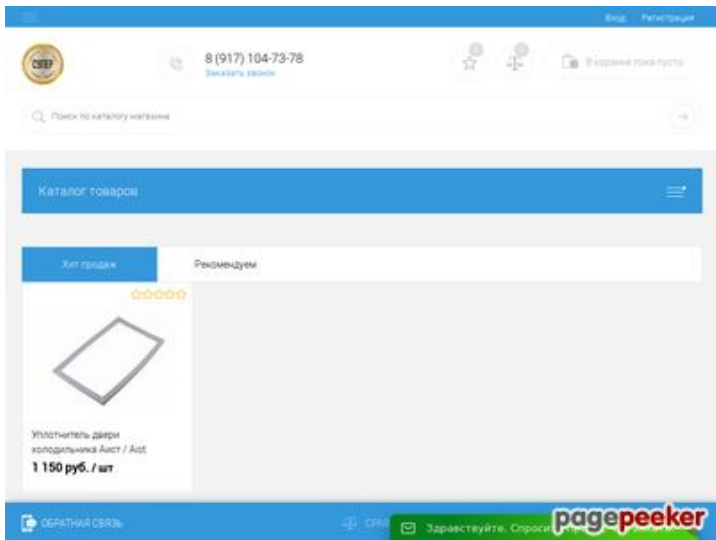 Вход Регистрация
СУПЕР
8 (917) 104-73-78
Заказать звонок
В корзине пока пусто
Поиск по каталогу магазина
Каталог товаров
Хит продаж Рекомендуем
Уплотнитель двери
холодильника Аист / Aist
1 150 руб. / шт
ОБРАТНАЯ СВЯЗЬ
Здравствуйте.
pagepeeker